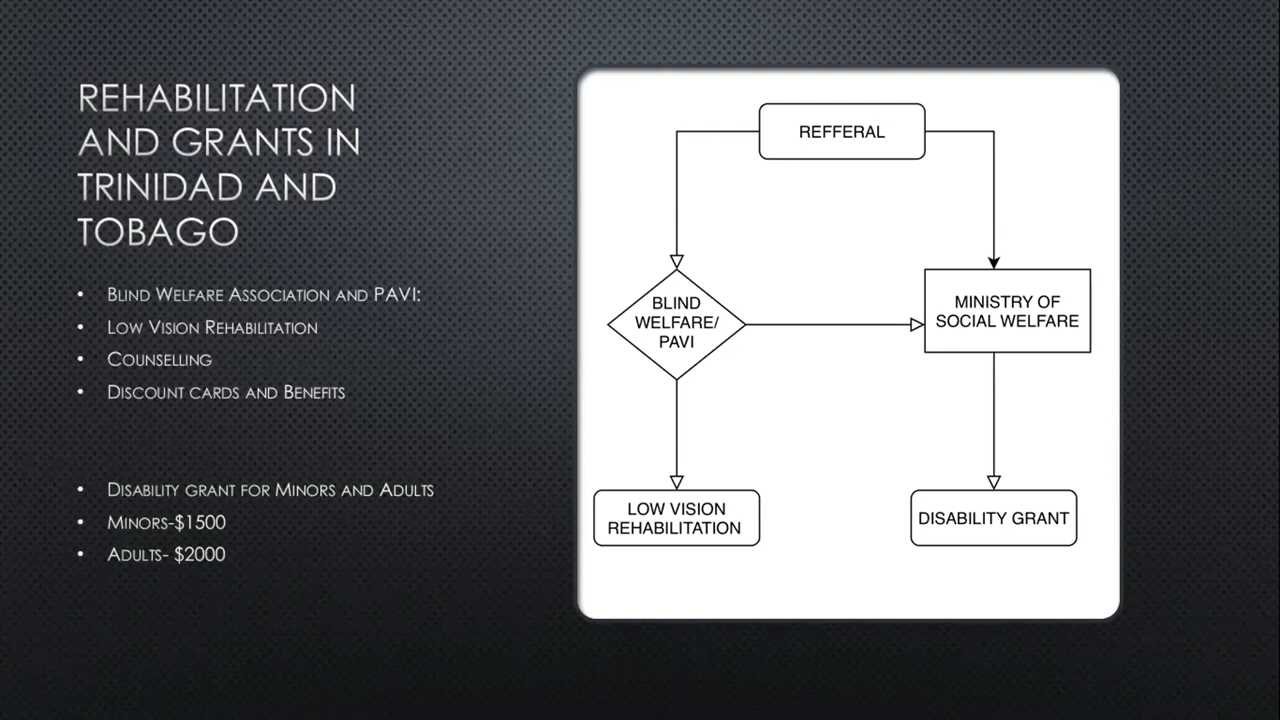 REHABILITATION
AND GRANTS IN
TRINIDAD AND
TOBAGO
• BLIND WELFARE ASSOCIATION AND PAVI:
• LOW VISION REHABILITATION
• COUNSELLING
• DISCOUNT CARDS AND BENEFITS
• DISABILITY GRANT FOR MINORS AND ADULTS
• MINORS-$1500
• ADULTS- $2000
REFFERAL
BLIND
WELFARE/
PAVI
MINISTRY OF
SOCIAL WELFARE
LOW VISION
REHABILITATION
DISABILITY GRANT